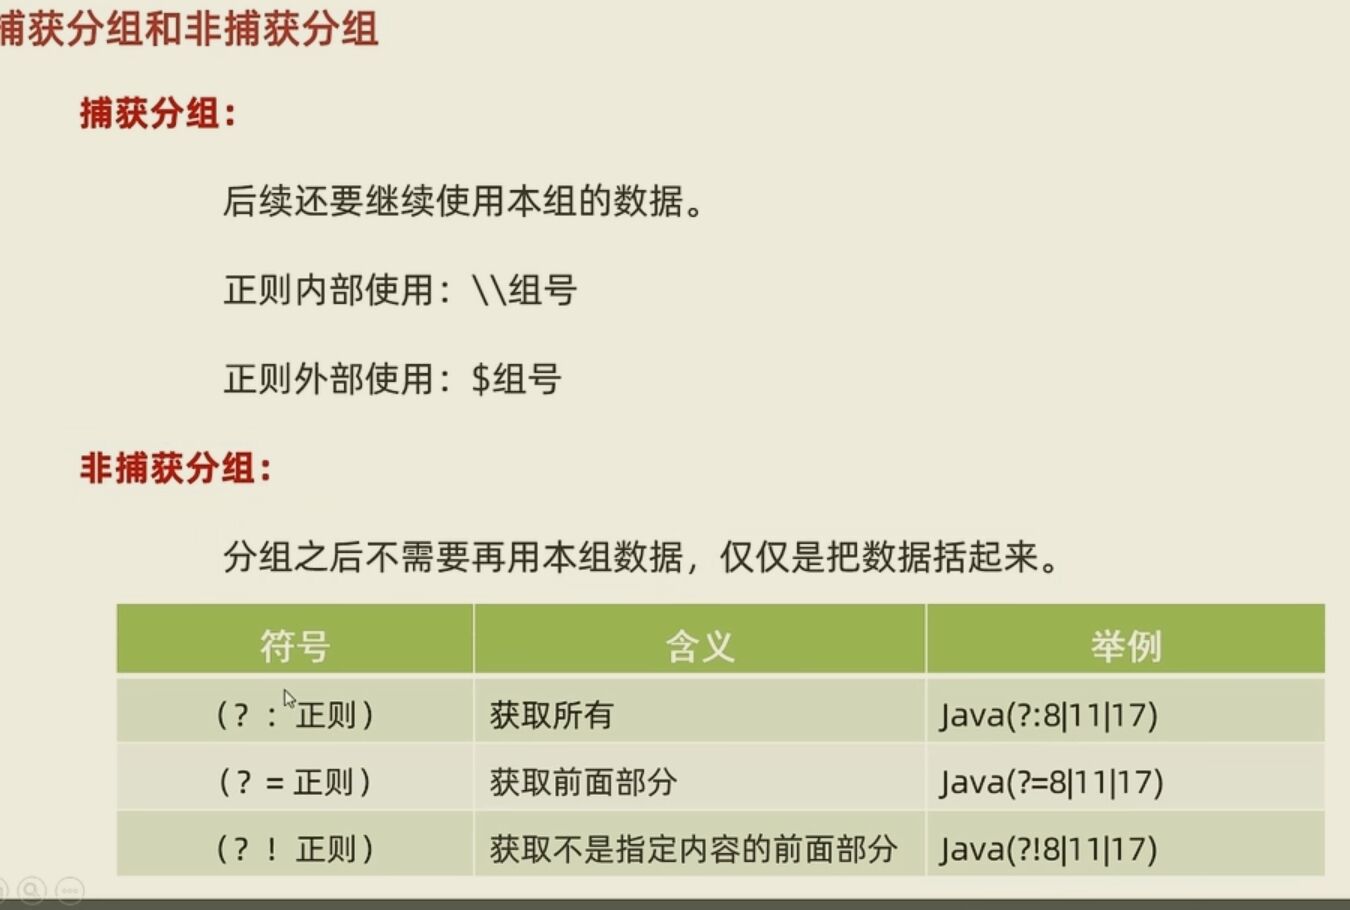 捕获分组和非捕获分组
捕获分组：
后续还要继续使用本组的数据。
正则内部使用：\\组号
正则外部使用：$组号
非捕获分组：
分组之后不需要再用本组数据，仅仅是把数据括起来。
符号 含义 举例
（？：正则） 获取所有 Java(?:8|11|17)
（？= 正则） 获取前面部分 Java(?=8|11|17)
（？！正则） 获取不是指定内容的前面部分 Java(?!8|11|17)